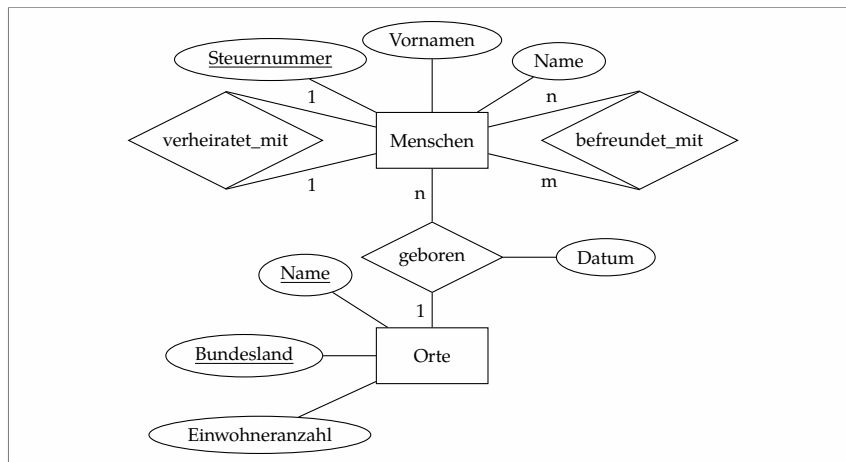 Vornamen
Steuernummer
Name
1
n
verheiratet_mit
Menschen
befreundet_mit
1
n
m
geboren
Datum
Name
1
Bundesland
Orte
Einwohneranzahl